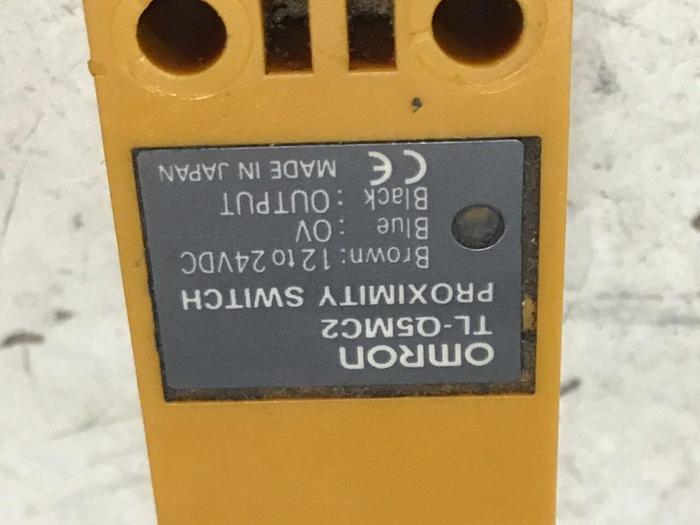 OMRON
TL-Q5MC2
PROXIMITY SWITCH
Brown: 12 to 24VDC
Blue : 0V
Black : OUTPUT
CE MADE IN JAPAN